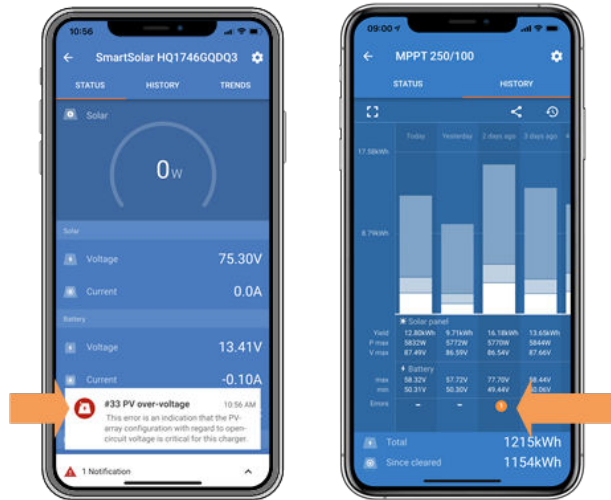 10:56
SmartSolar HQ1746GQDQ3
STATUS HISTORY TRENDS
Solar
0W
Solar
Voltage 75.30V
Current 0.0A
Battery
Voltage 13.41V
Current -0.10A
#33 PV over-voltage 10:56 AM
This error is an indication that the PV-
array configuration with regard to open-
circuit voltage is critical for this charger.
1 Notification
09:00
MPPT 250/100
STATUS HISTORY
Today Yesterday 2 days ago 3 days ago 4
17.58kWh
8.79kWh
Solar panel
Yield 12.80kWh 9.71kWh 16.18kWh 13.65kWh
P max 5832W 5772W 5770W 5844W
V max 87.49V 86.59V 86.54V 87.66V
Battery
max 58.32V 57.72V 77.70V 58.44V
min 50.31V 50.30V 49.44V 50.06V
Errors - - 1
Total 1215kWh
Since cleared 1154kWh